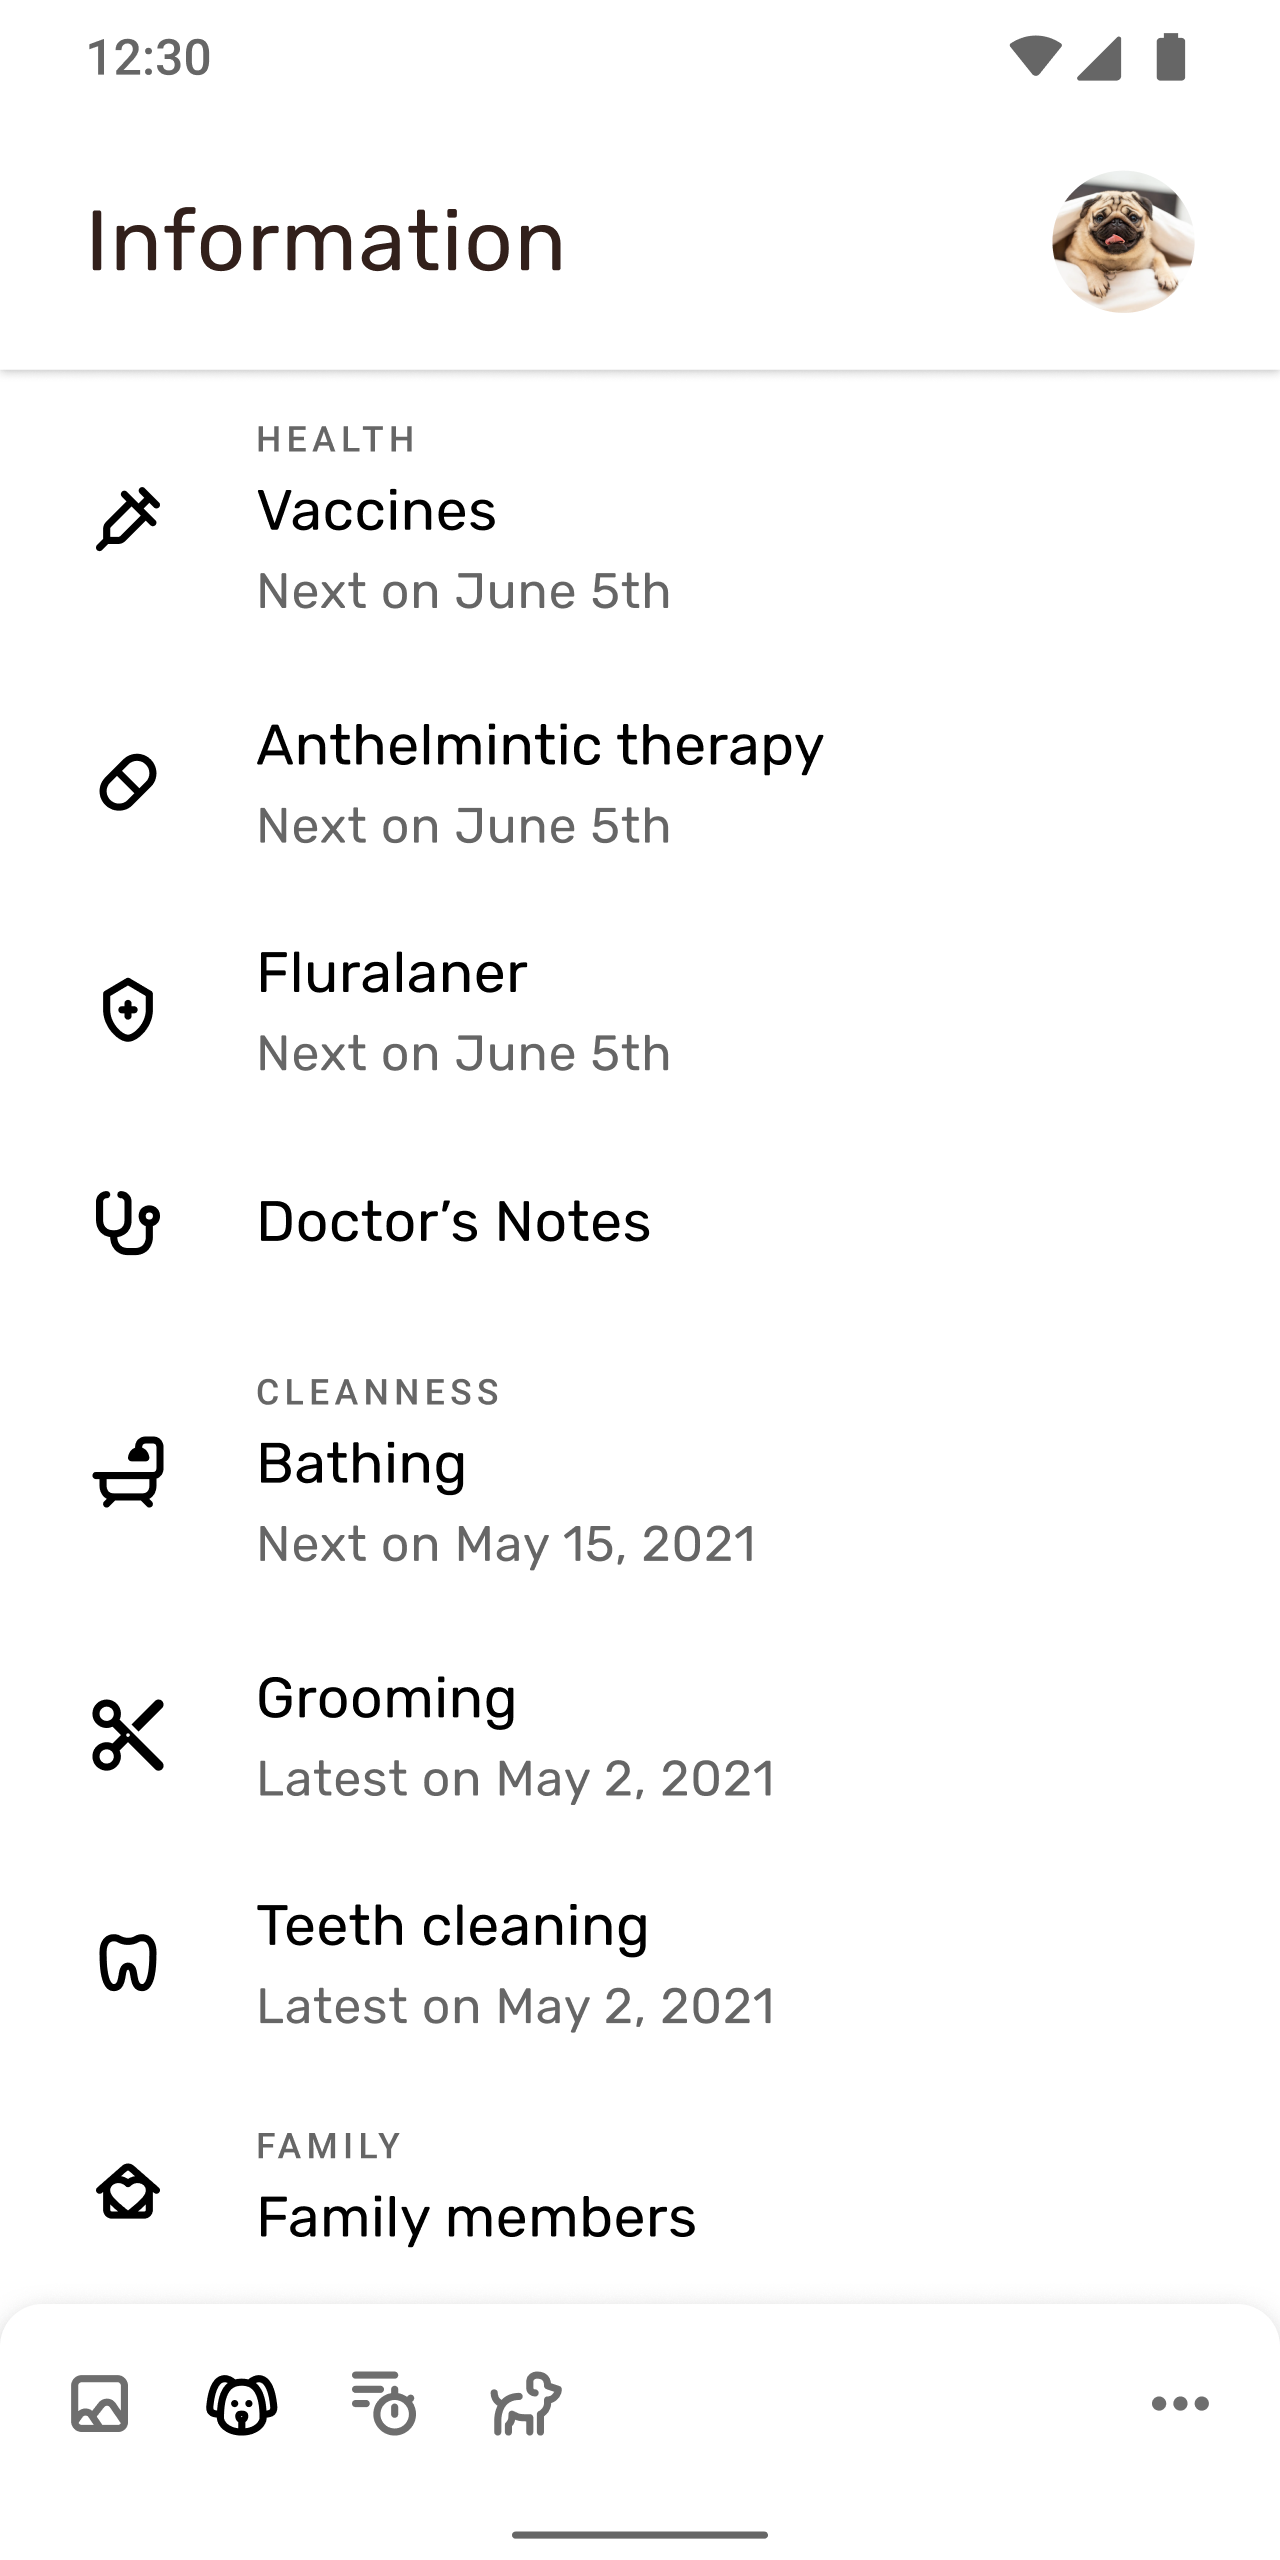 12:30
Information
HEALTH
Vaccines
Next on June 5th
Anthelmintic therapy
Next on June 5th
Fluralaner
Next on June 5th
Doctor’s Notes
CLEANNESS
Bathing
Next on May 15, 2021
Grooming
Latest on May 2, 2021
Teeth cleaning
Latest on May 2, 2021
FAMILY
Family members